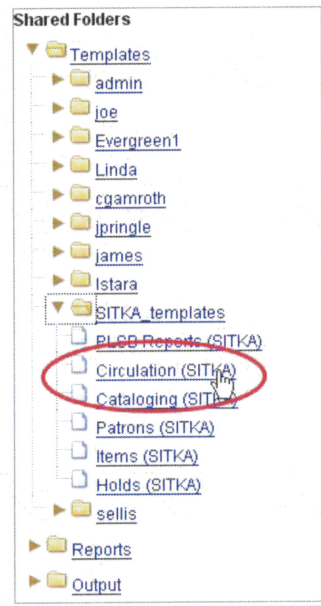 Shared Folders
Templates
admin
joe
Evergreen1
Linda
cgamroth
jpringle
james
lstara
SITKA_templates
PLSB Reports (SITKA)
Circulation (SITKA)
Cataloging (SITKA)
Patrons (SITKA)
Items (SITKA)
Holds (SITKA)
sellis
Reports
Output